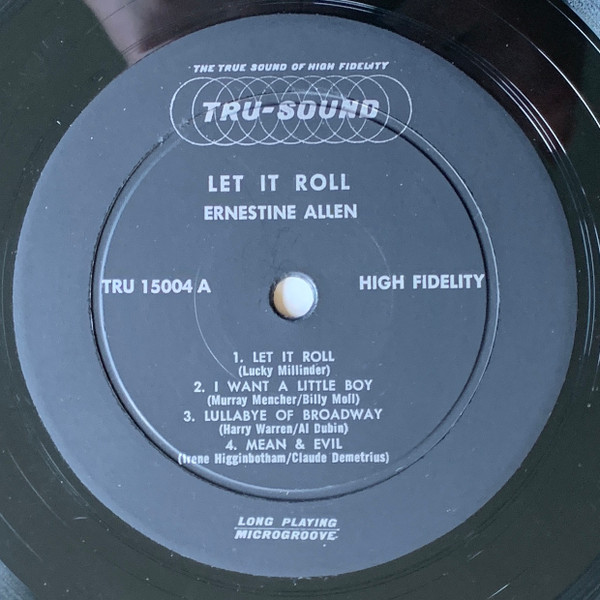 THE TRUE SOUND OF HIGH FIDELITY
TRU-SOUND
LET IT ROLL
ERNESTINE ALLEN
TRU 15004 A
HIGH FIDELITY
1. LET IT ROLL
(Lucky Millinder)
2. I WANT A LITTLE BOY
(Murray Mencher/Billy Moll)
3. LULLABYE OF BROADWAY
(Harry Warren/Al Dubin)
4. MEAN & EVIL
(Irene Higginbotham/Claude Demetrius)
LONG PLAYING
MICROGROOVE